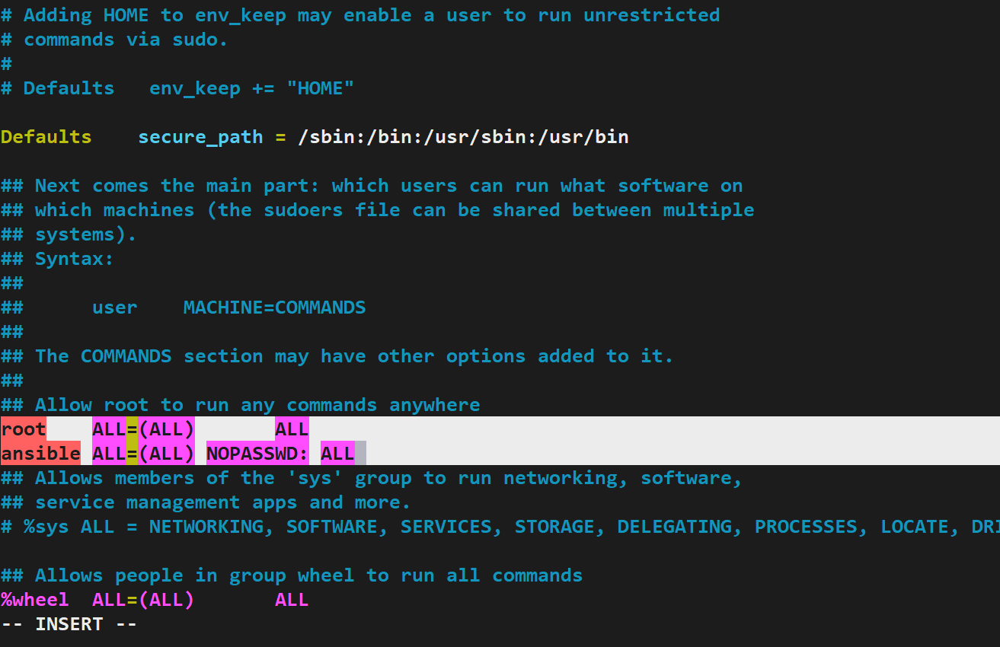 # Adding HOME to env_keep may enable a user to run unrestricted
# commands via sudo.
#
# Defaults   env_keep += "HOME"
Defaults    secure_path = /sbin:/bin:/usr/sbin:/usr/bin
## Next comes the main part: which users can run what software on
## which machines (the sudoers file can be shared between multiple
## systems).
## Syntax:
##
##      user    MACHINE=COMMANDS
##
## The COMMANDS section may have other options added to it.
##
## Allow root to run any commands anywhere
root    ALL=(ALL)       ALL
ansible ALL=(ALL) NOPASSWD: ALL
## Allows members of the 'sys' group to run networking, software,
## service management apps and more.
# %sys ALL = NETWORKING, SOFTWARE, SERVICES, STORAGE, DELEGATING, PROCESSES, LOCATE, DRI
## Allows people in group wheel to run all commands
%wheel  ALL=(ALL)       ALL
-- INSERT --